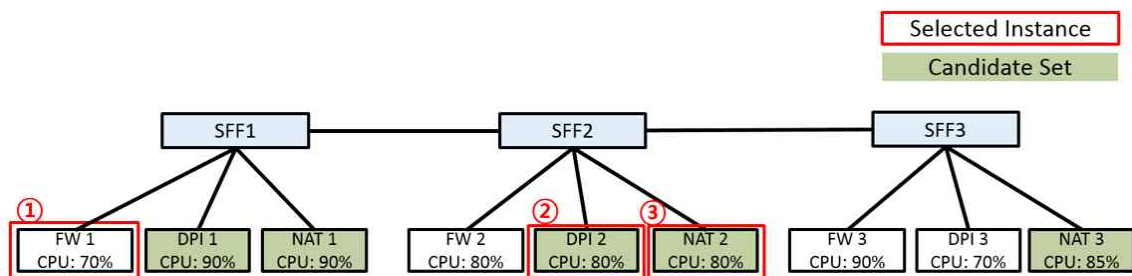 Selected Instance
Candidate Set
SFF1
SFF2
SFF3
①
②
③
FW 1
CPU: 70%
DPI 1
CPU: 90%
NAT 1
CPU: 90%
FW 2
CPU: 80%
DPI 2
CPU: 80%
NAT 2
CPU: 80%
FW 3
CPU: 90%
DPI 3
CPU: 70%
NAT 3
CPU: 85%